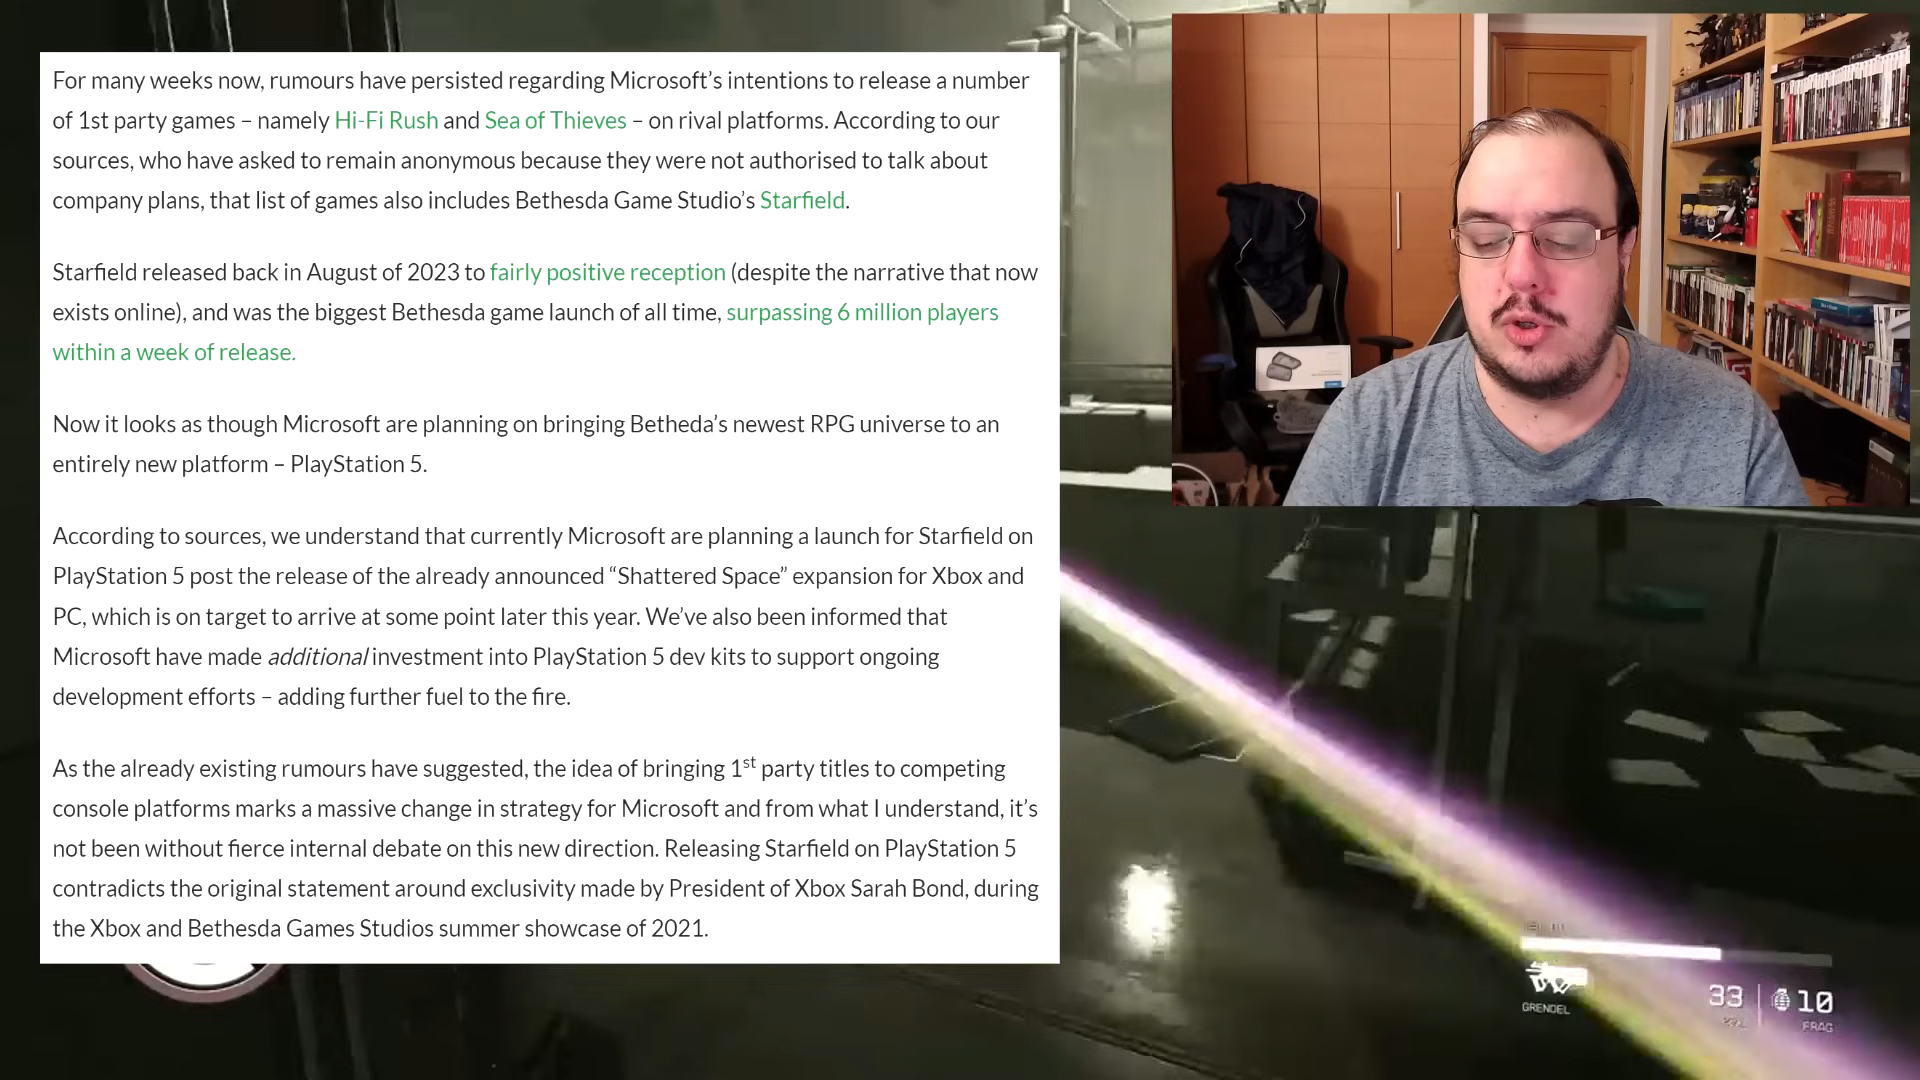 For many weeks now, rumours have persisted regarding Microsoft’s intentions to release a number
of 1st party games – namely Hi-Fi Rush and Sea of Thieves – on rival platforms. According to our
sources, who have asked to remain anonymous because they were not authorised to talk about
company plans, that list of games also includes Bethesda Game Studio’s Starfield.
Starfield released back in August of 2023 to fairly positive reception (despite the narrative that now
exists online), and was the biggest Bethesda game launch of all time, surpassing 6 million players
within a week of release.
Now it looks as though Microsoft are planning on bringing Betheda’s newest RPG universe to an
entirely new platform – PlayStation 5.
According to sources, we understand that currently Microsoft are planning a launch for Starfield on
PlayStation 5 post the release of the already announced “Shattered Space” expansion for Xbox and
PC, which is on target to arrive at some point later this year. We’ve also been informed that
Microsoft have made additional investment into PlayStation 5 dev kits to support ongoing
development efforts – adding further fuel to the fire.
As the already existing rumours have suggested, the idea of bringing 1st party titles to competing
console platforms marks a massive change in strategy for Microsoft and from what I understand, it’s
not been without fierce internal debate on this new direction. Releasing Starfield on PlayStation 5
contradicts the original statement around exclusivity made by President of Xbox Sarah Bond, during
the Xbox and Bethesda Games Studios summer showcase of 2021.
GRENDEL
33
10
FRAG